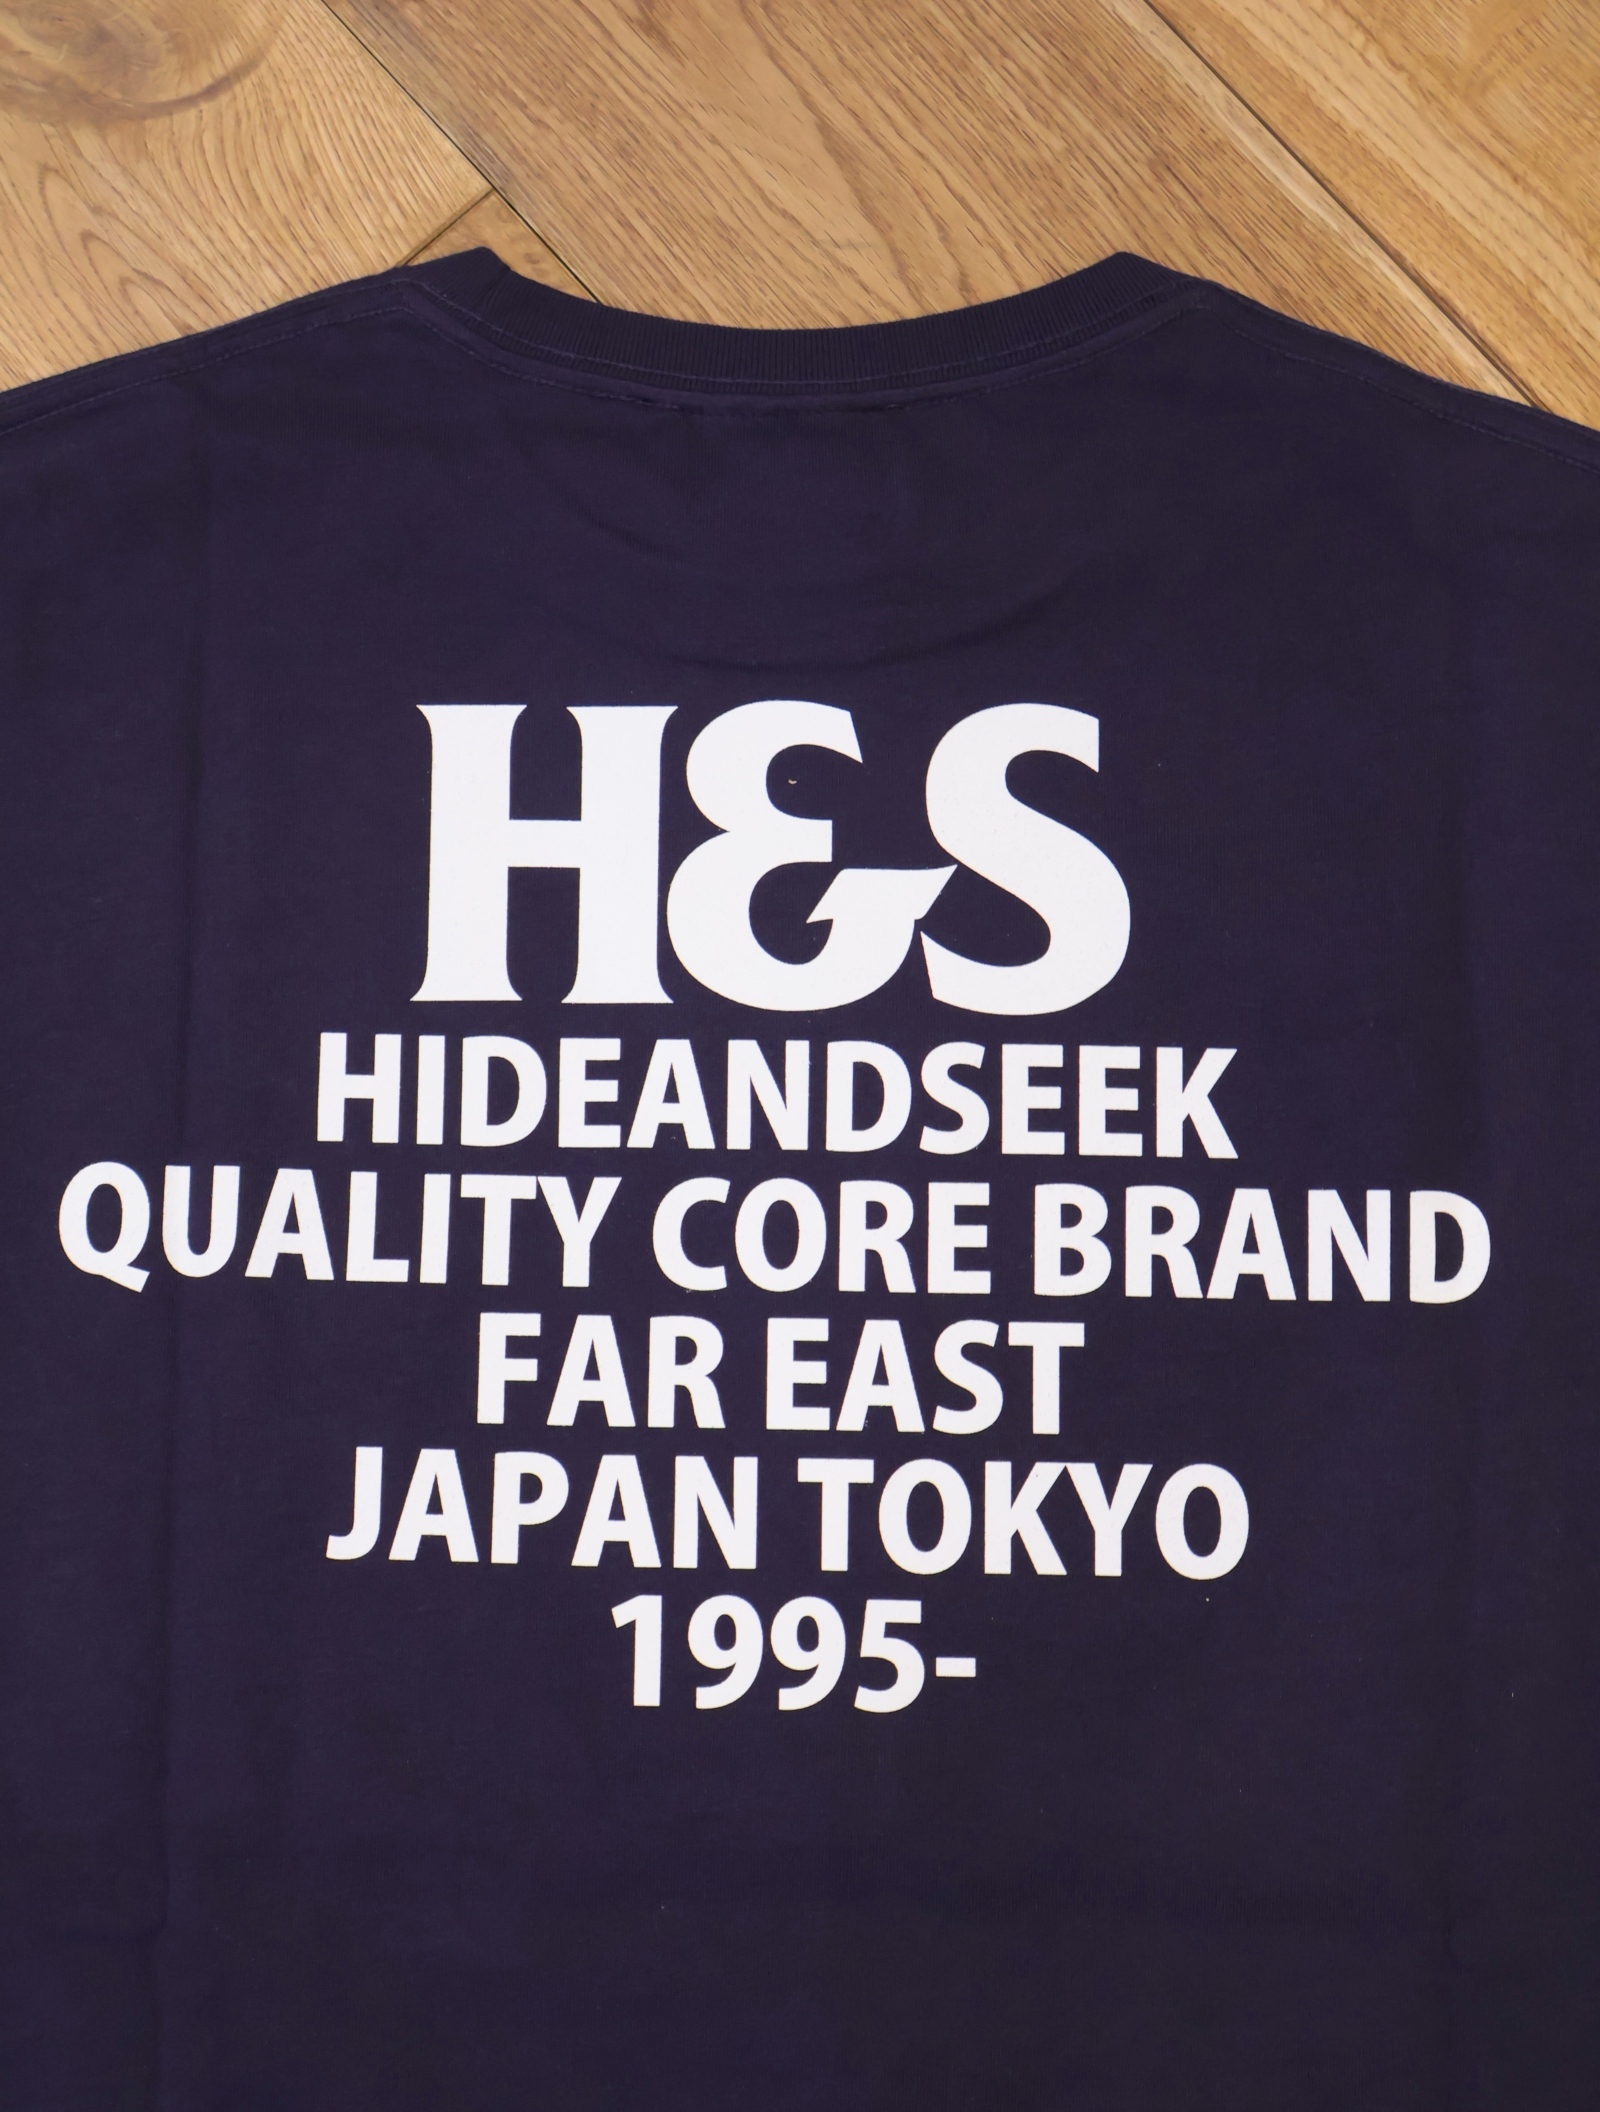 H&S
HIDEANDSEEK
QUALITY CORE BRAND
FAR EAST
JAPAN TOKYO
1995-